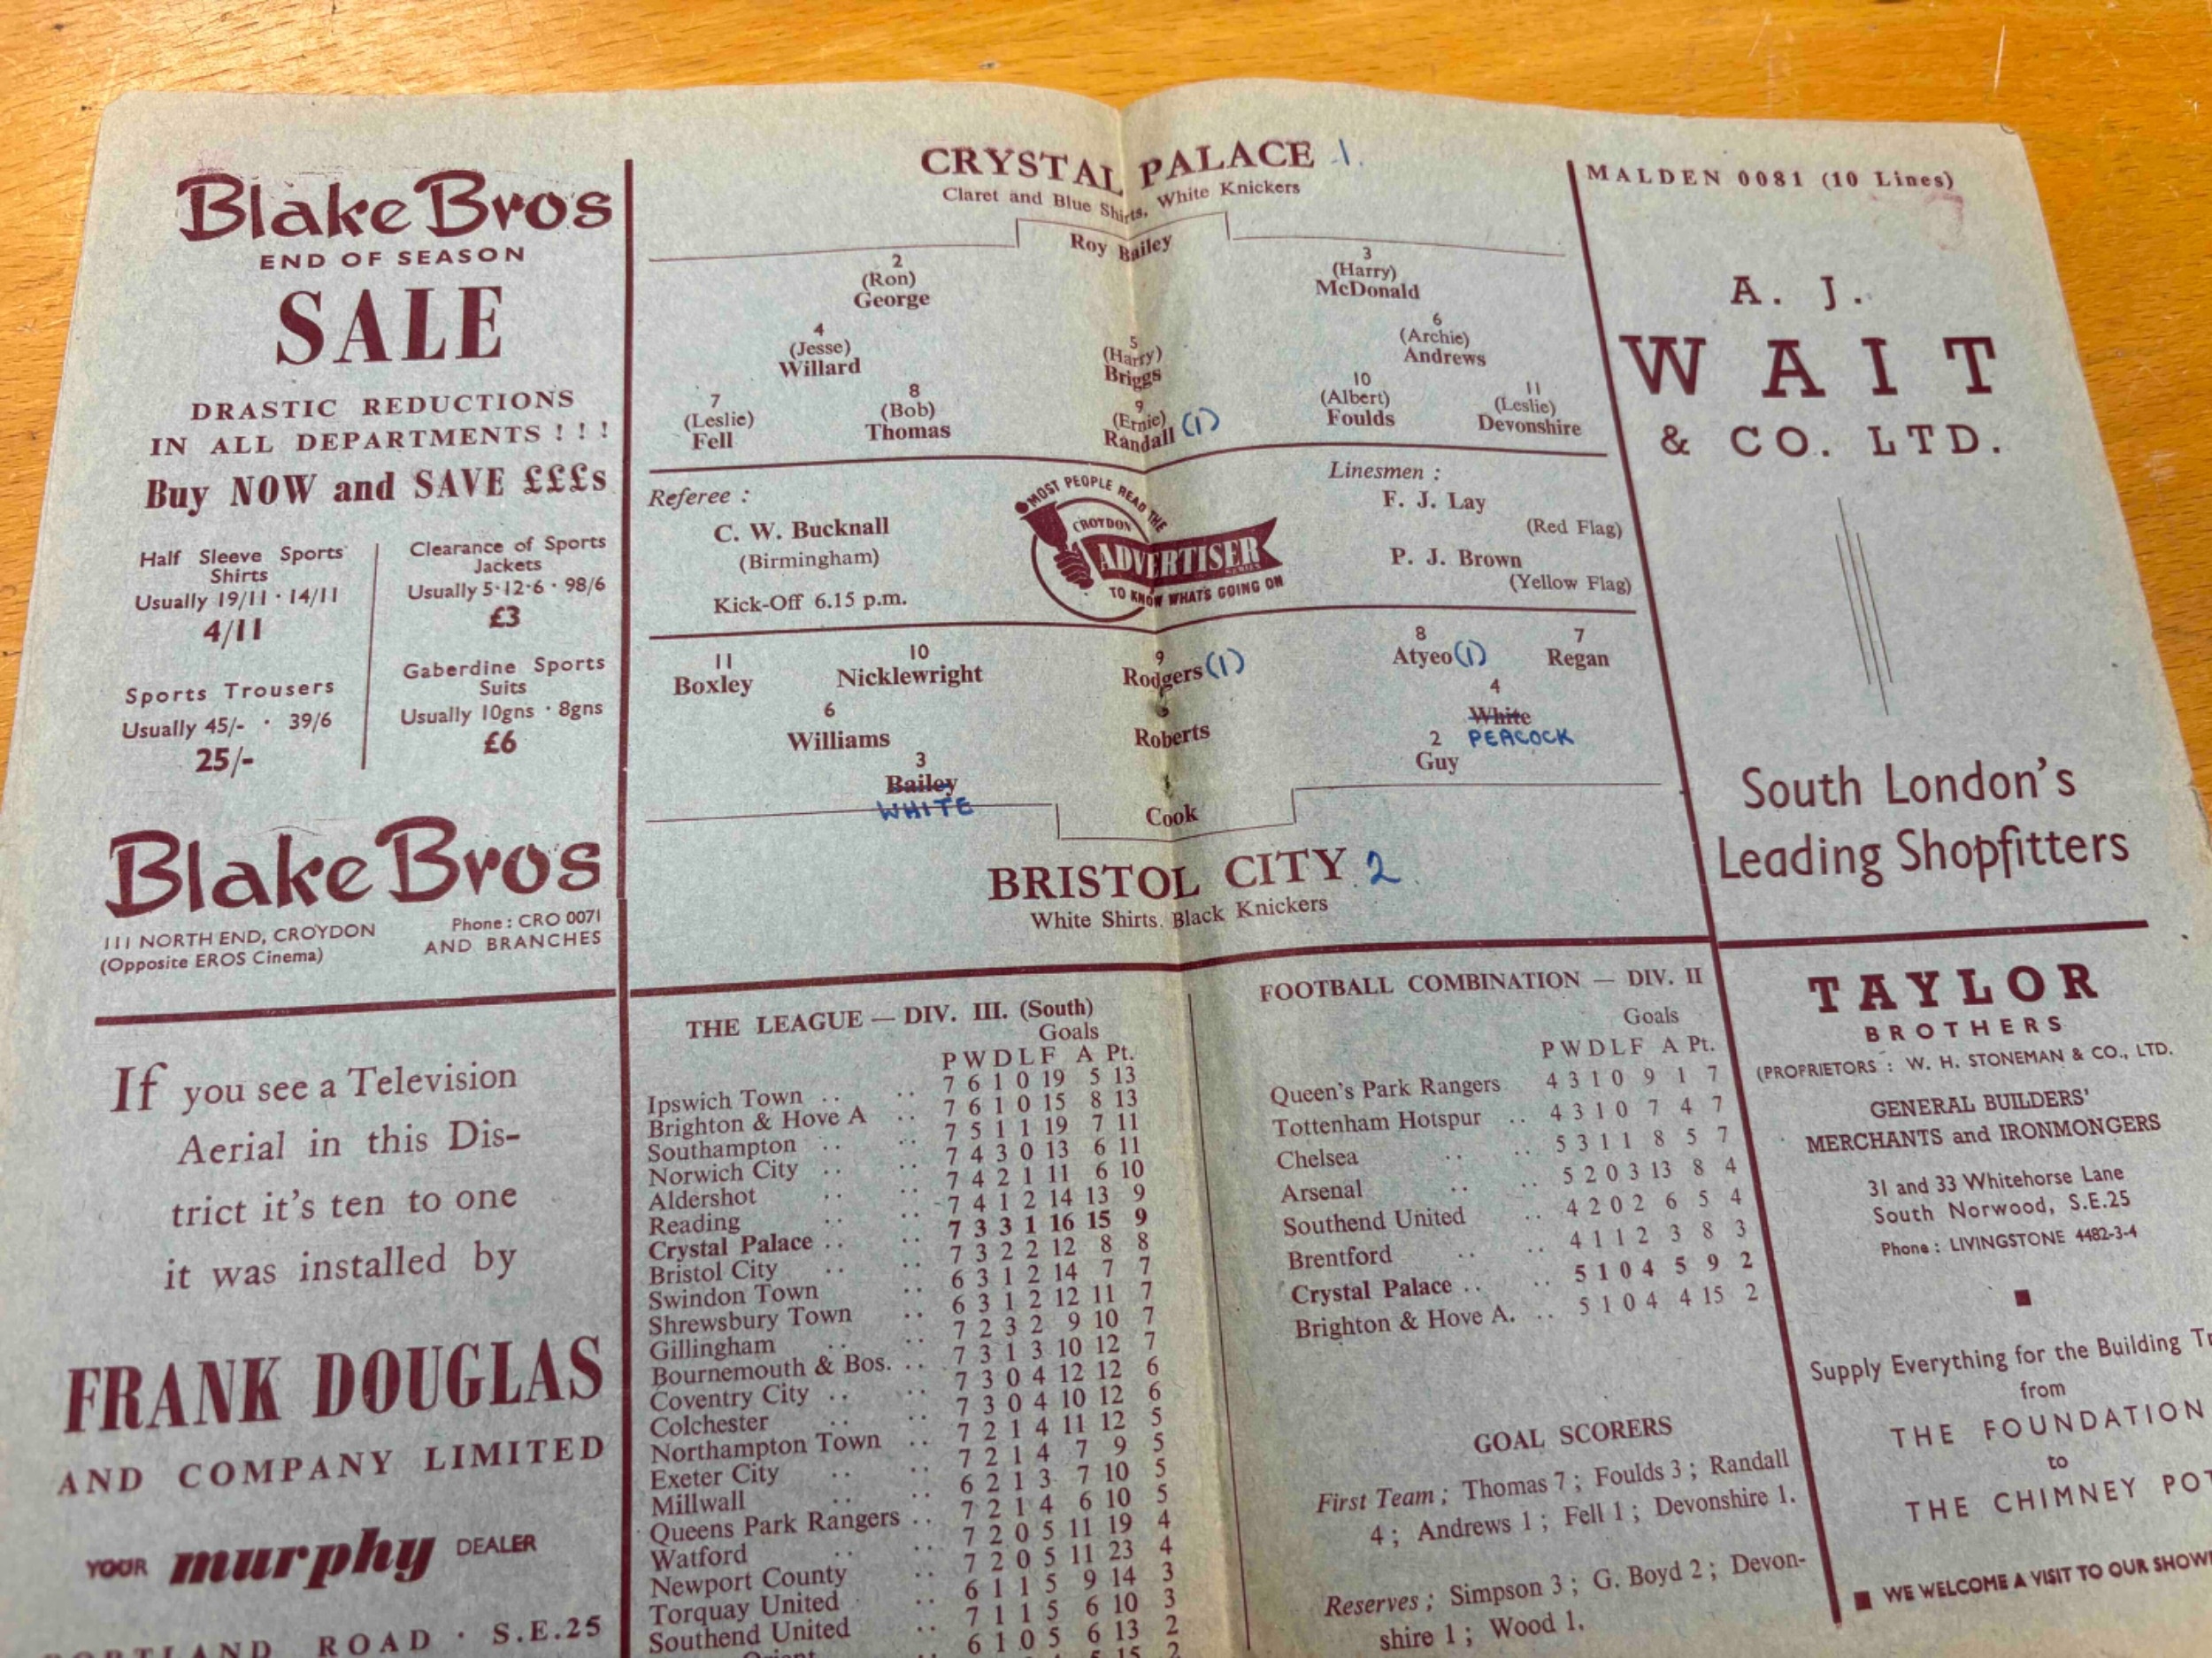 Blake Bros
END OF SEASON
SALE
DRASTIC REDUCTIONS
IN ALL DEPARTMENTS ! ! !
Buy NOW and SAVE £££s
Half Sleeve Sports
Shirts
Usually 19/11 · 14/11
4/11
Sports Trousers
Usually 45/- · 39/6
25/-
Clearance of Sports
Jackets
Usually 5·12·6 · 98/6
£3
Gaberdine Sports
Suits
Usually 10gns · 8gns
£6
Blake Bros
111 NORTH END, CROYDON
(Opposite EROS Cinema)
Phone : CRO 0071
AND BRANCHES
If you see a Television
Aerial in this Dis-
trict it's ten to one
it was installed by
FRANK DOUGLAS
AND COMPANY LIMITED
YOUR murphy DEALER
PORTLAND ROAD · S.E.25
CRYSTAL PALACE 1.
Claret and Blue Shirts, White Knickers
Roy Bailey
2
(Ron)
George
3
(Harry)
McDonald
4
(Jesse)
Willard
5
(Harry)
Briggs
6
(Archie)
Andrews
7
(Leslie)
Fell
8
(Bob)
Thomas
9
(Ernie)
Randall (1)
10
(Albert)
Foulds
11
(Leslie)
Devonshire
Referee :
C. W. Bucknall
(Birmingham)
Kick-Off 6.15 p.m.
MOST PEOPLE READ THE
CROYDON
ADVERTISER
SERIES
TO KNOW WHAT'S GOING ON
Linesmen :
F. J. Lay
(Red Flag)
P. J. Brown
(Yellow Flag)
11
Boxley
10
Nicklewright
9
Rodgers (1)
8
Atyeo (1)
7
Regan
6
Williams
Roberts
4
White
PEACOCK
3
Bailey
WHITE
2
Guy
Cook
BRISTOL CITY 2
White Shirts. Black Knickers
THE LEAGUE — DIV. III. (South)
Goals
P W D L F A Pt.
Ipswich Town .. .. 7 6 1 0 19 5 13
Brighton & Hove A .. 7 6 1 0 15 8 13
Southampton .. .. 7 5 1 1 19 7 11
Norwich City .. .. 7 4 3 0 13 6 11
Aldershot .. .. 7 4 2 1 11 6 10
Reading .. .. 7 4 1 2 14 13 9
Crystal Palace .. .. 7 3 3 1 16 15 9
Bristol City .. .. 7 3 2 2 12 8 8
Swindon Town .. 6 3 1 2 14 7 7
Shrewsbury Town .. 6 3 1 2 12 11 7
Gillingham .. .. 7 2 3 2 9 10 7
Bournemouth & Bos. .. 7 3 1 3 10 12 7
Coventry City .. .. 7 3 0 4 12 12 6
Colchester .. .. 7 3 0 4 10 12 6
Northampton Town .. 7 2 1 4 11 12 5
Exeter City .. .. 7 2 1 4 7 9 5
Millwall .. .. 6 2 1 3 7 10 5
Queens Park Rangers .. 7 2 1 4 6 10 5
Watford .. .. 7 2 0 5 11 19 4
Newport County .. 7 2 0 5 11 23 4
Torquay United .. 6 1 1 5 9 14 3
Southend United .. 7 1 1 5 6 10 3
Orient .. 6 1 0 5 6 13 2
FOOTBALL COMBINATION — DIV. II
Goals
P W D L F A Pt.
Queen's Park Rangers 4 3 1 0 9 1 7
Tottenham Hotspur .. 4 3 1 0 7 4 7
Chelsea .. .. 5 3 1 1 8 5 7
Arsenal .. .. 5 2 0 3 13 8 4
Southend United .. 4 2 0 2 6 5 4
Brentford .. .. 4 1 1 2 3 8 3
Crystal Palace .. .. 5 1 0 4 5 9 2
Brighton & Hove A. .. 5 1 0 4 4 15 2
GOAL SCORERS
First Team ; Thomas 7 ; Foulds 3 ; Randall
4 ; Andrews 1 ; Fell 1 ; Devonshire 1.
Reserves ; Simpson 3 ; G. Boyd 2 ; Devon-
shire 1 ; Wood 1.
MALDEN 0081 (10 Lines)
A. J.
WAIT
& CO. LTD.
South London's
Leading Shopfitters
TAYLOR
BROTHERS
(PROPRIETORS : W. H. STONEMAN & CO., LTD.
GENERAL BUILDERS'
MERCHANTS and IRONMONGERS
31 and 33 Whitehorse Lane
South Norwood, S.E.25
Phone : LIVINGSTONE 4482-3-4
Supply Everything for the Building Tr
from
THE FOUNDATION
to
THE CHIMNEY POT
WE WELCOME A VISIT TO OUR SHOW